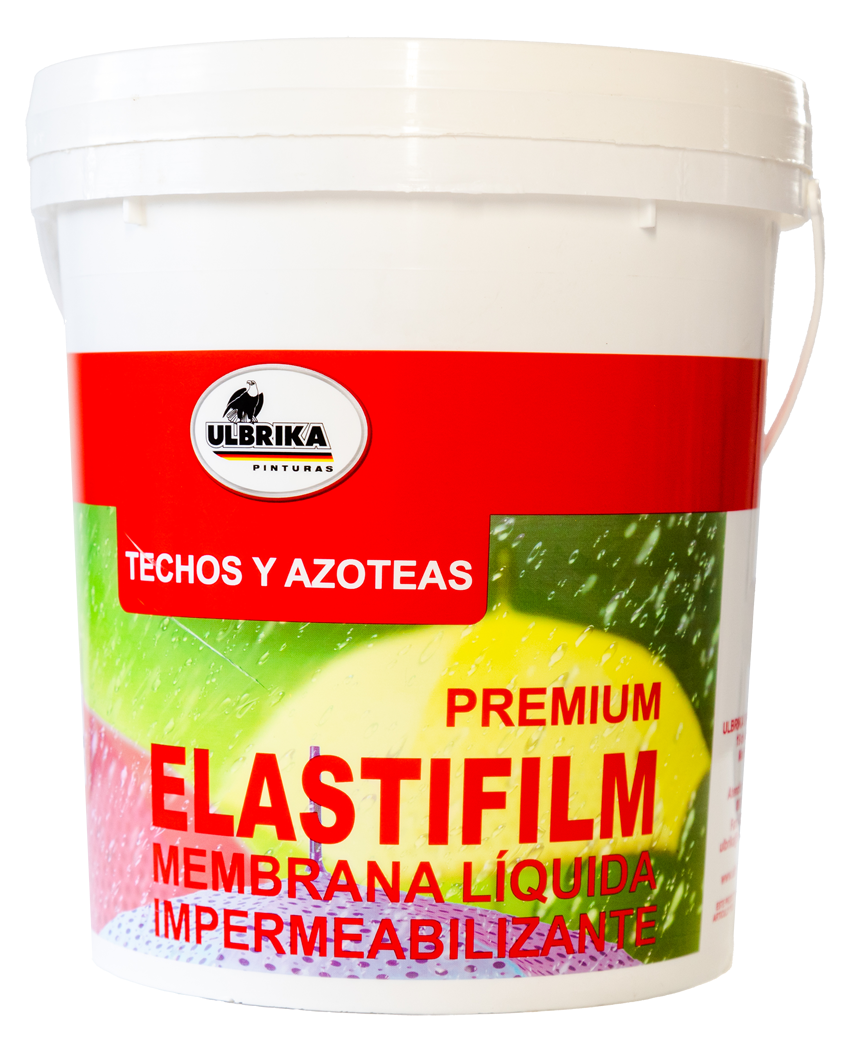 ULBRIKA
PINTURAS
TECHOS Y AZOTEAS
PREMIUM
ELASTIFILM
MEMBRANA LÍQUIDA
IMPERMEABILIZANTE